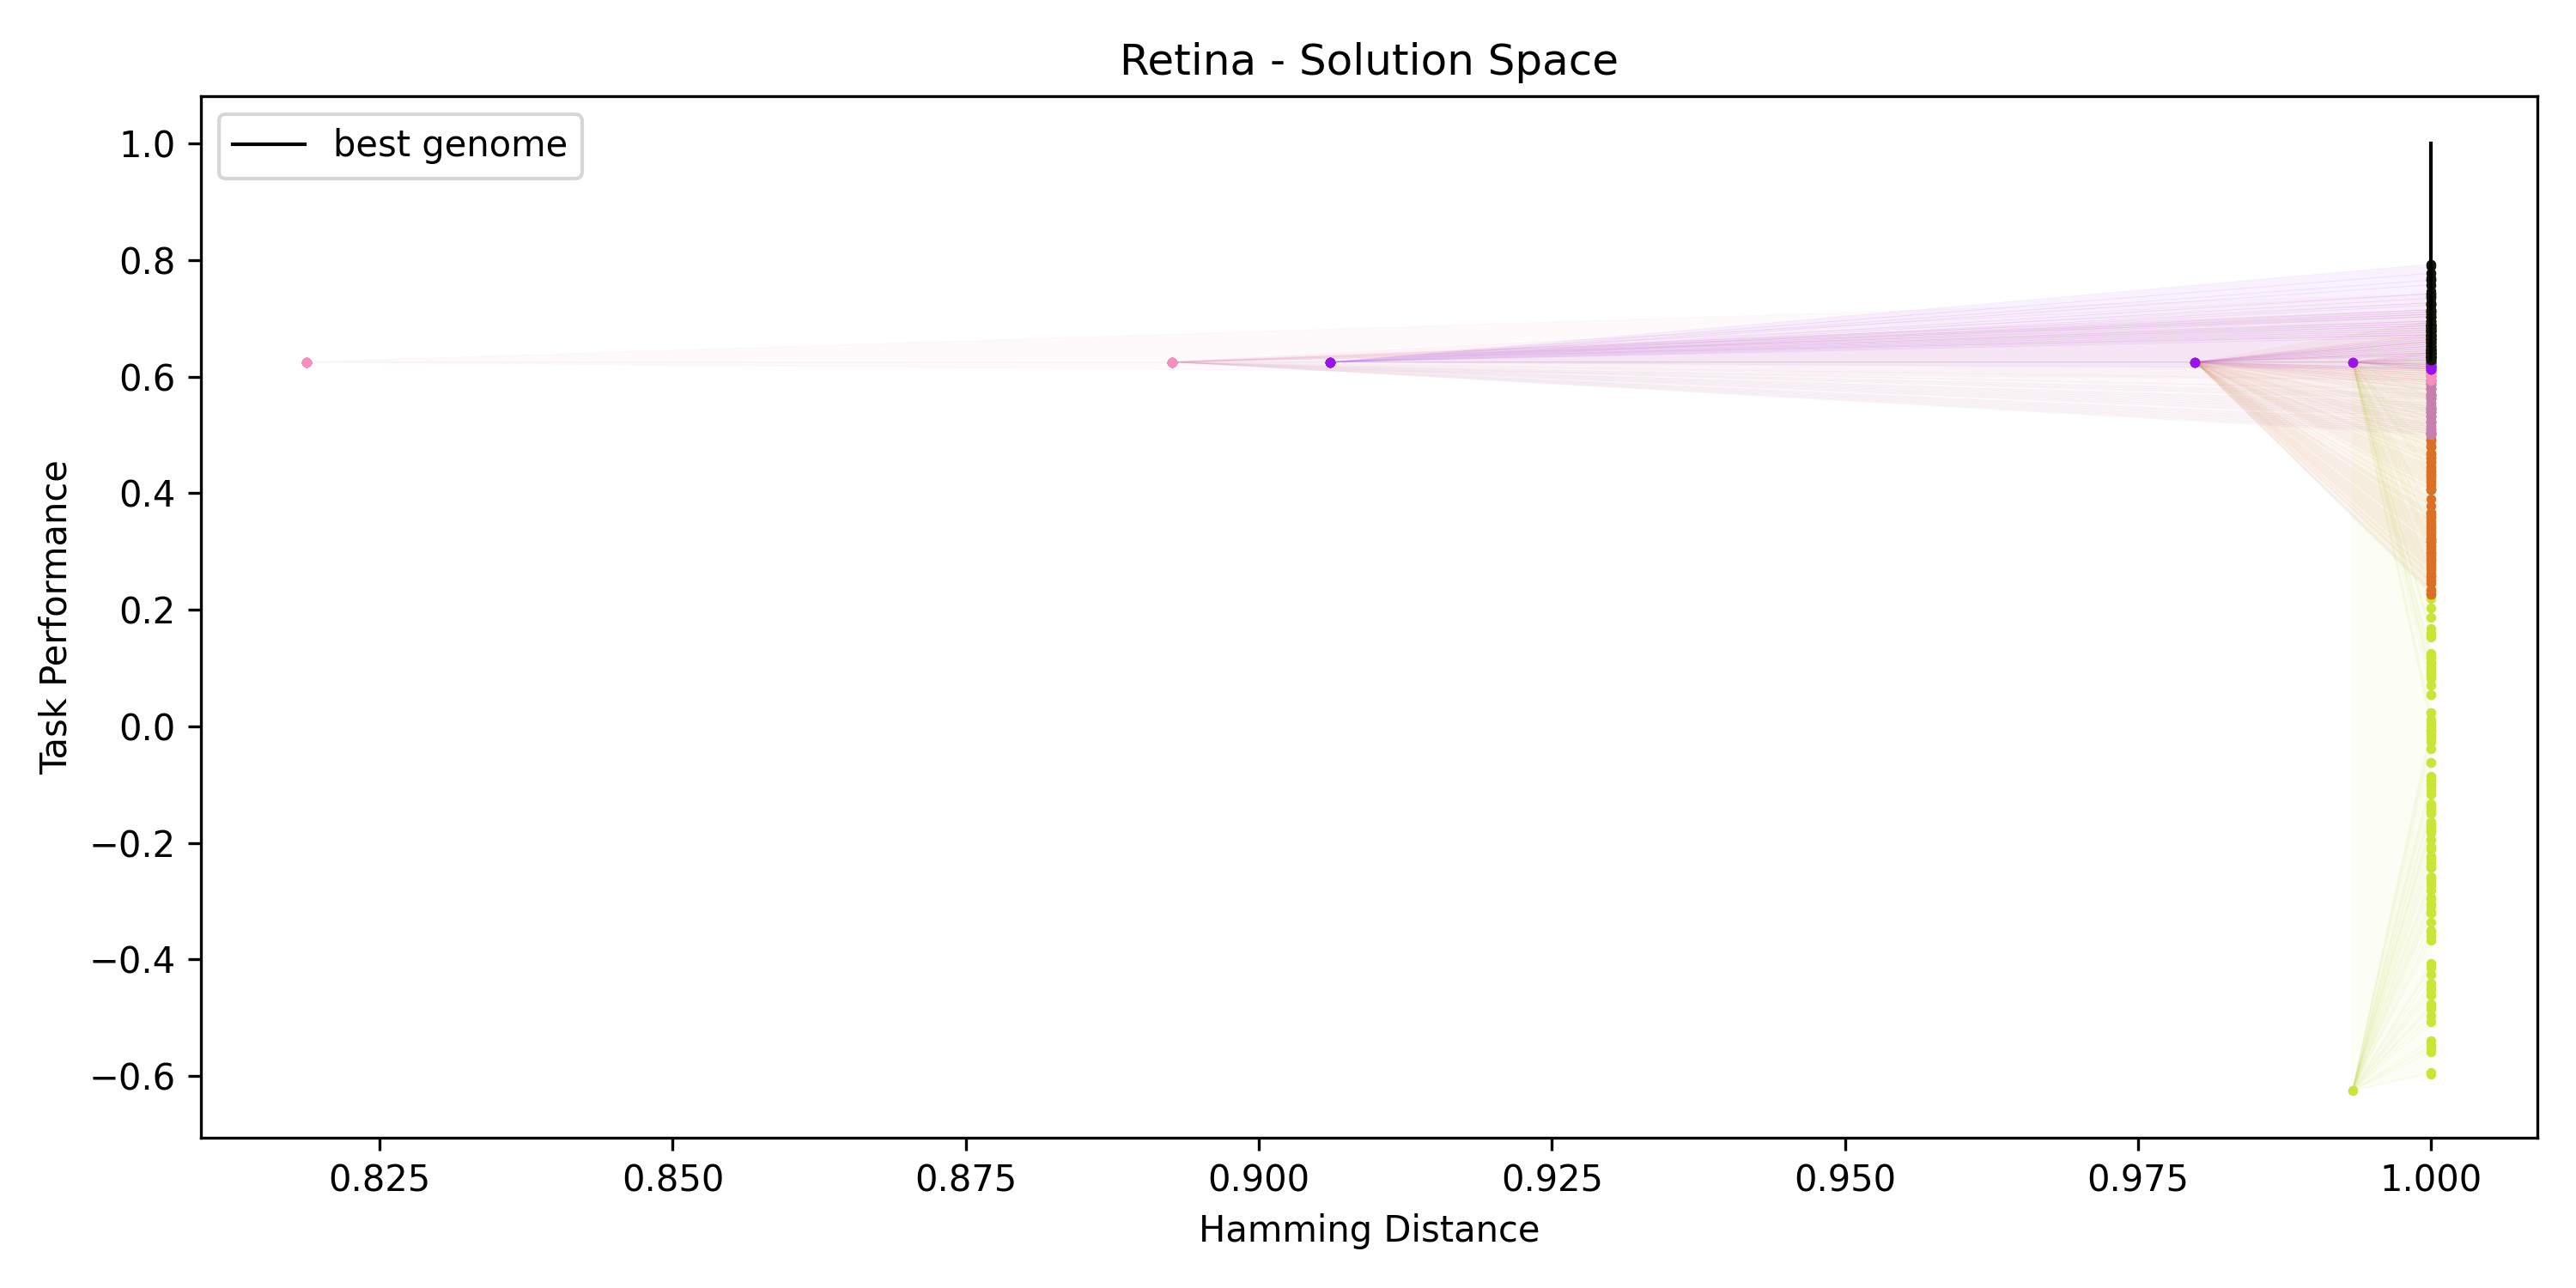 Retina - Solution Space
best genome
1.0
0.8
0.6
0.4
0.2
0.0
−0.2
−0.4
−0.6
Task Performance
0.825 0.850 0.875 0.900 0.925 0.950 0.975 1.000
Hamming Distance